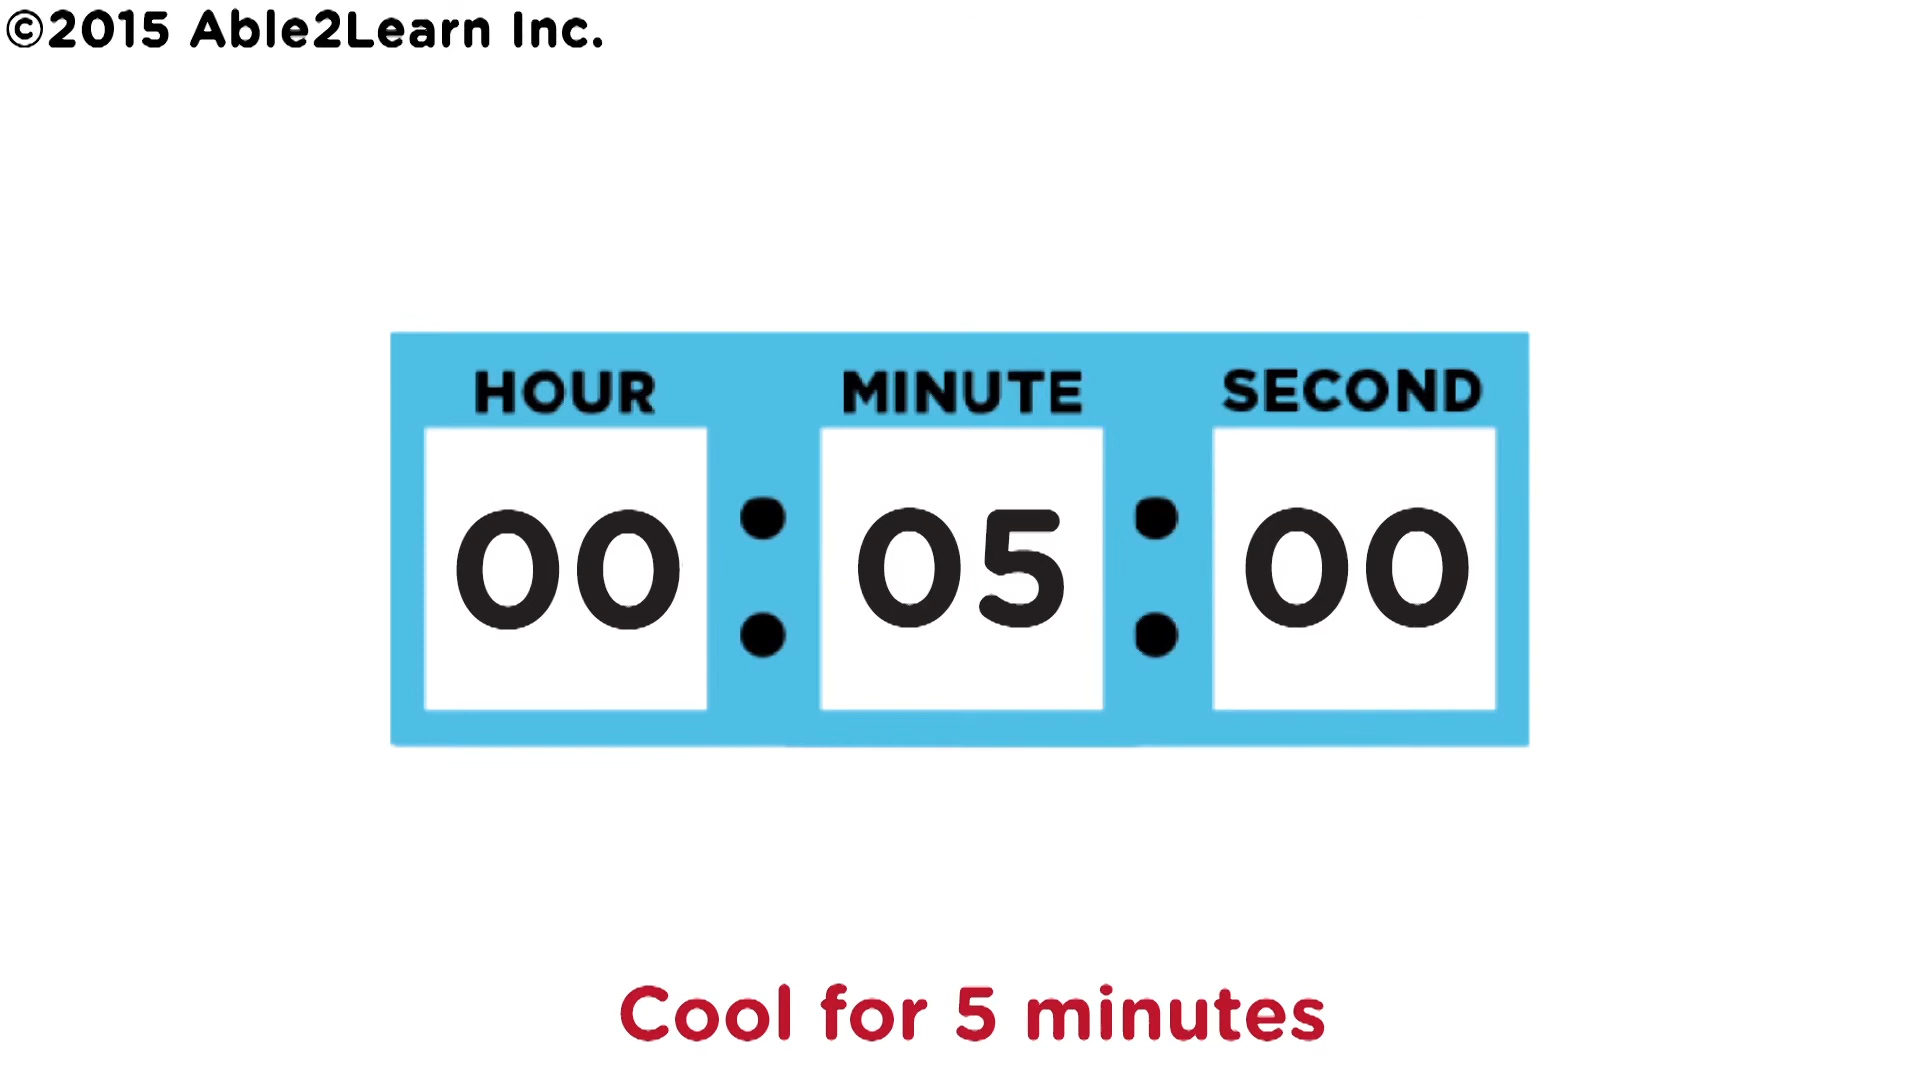 ©2015 Able2Learn Inc.
HOUR MINUTE SECOND
00 : 05 : 00
Cool for 5 minutes